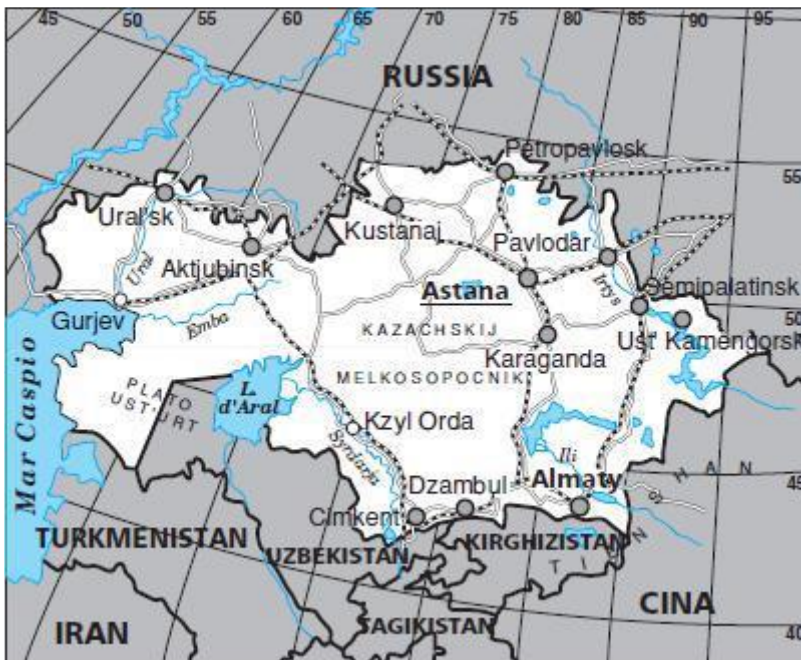 45
50
55
60
65
70
75
80
85
90
95
RUSSIA
Petropavlosk
55
Ural'sk
Kustanaj
Aktjubinsk
Pavlodar
Ural
Astana
Irtys
Semipalatinsk
Gurjev
Emba
KAZACHSKIJ
Karaganda
Ust' Kamengorsk
50
Mar Caspio
PLATO
UST'URT
L.
d'Aral
MELKOSOPOCNIK
Kzyl Orda
Syrdarja
Ili
Dzambul
Almaty
45
Cimkent
TIAN SHAN
TURKMENISTAN
UZBEKISTAN
KIRGHIZISTAN
IRAN
TAGIKISTAN
CINA
40